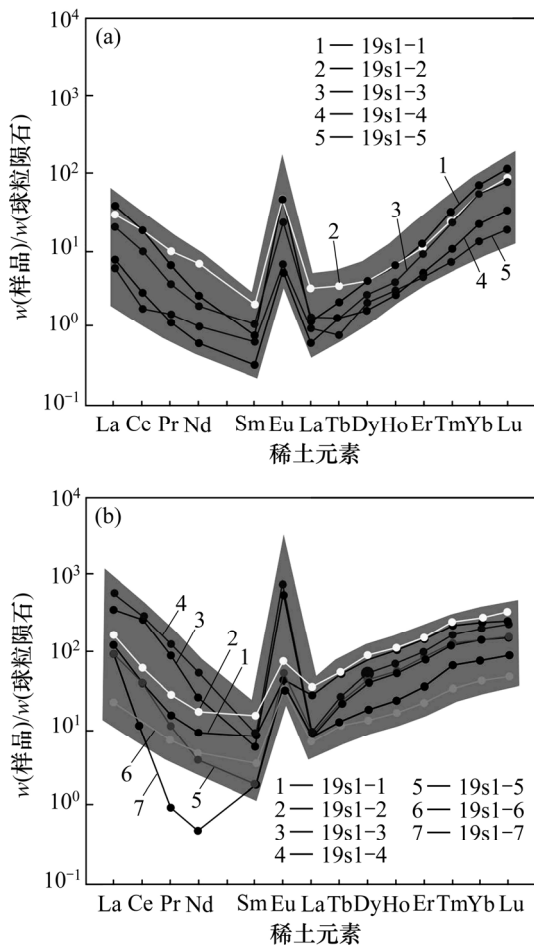 10⁴
(a)
1 — 19s1-1
2 — 19s1-2
3 — 19s1-3
4 — 19s1-4
5 — 19s1-5
10³
10²
10¹
10⁰
10⁻¹
w(样品)/w(球粒陨石)
1
2
3
4
5
La Cc Pr Nd Sm Eu La Tb Dy Ho Er Tm Yb Lu
稀土元素
10⁴
(b)
10³
10²
10¹
10⁰
10⁻¹
w(样品)/w(球粒陨石)
4
3
2
1
6
7
5
1 — 19s1-1 5 — 19s1-5
2 — 19s1-2 6 — 19s1-6
3 — 19s1-3 7 — 19s1-7
4 — 19s1-4
La Ce Pr Nd Sm Eu La Tb Dy Ho Er Tm Yb Lu
稀土元素